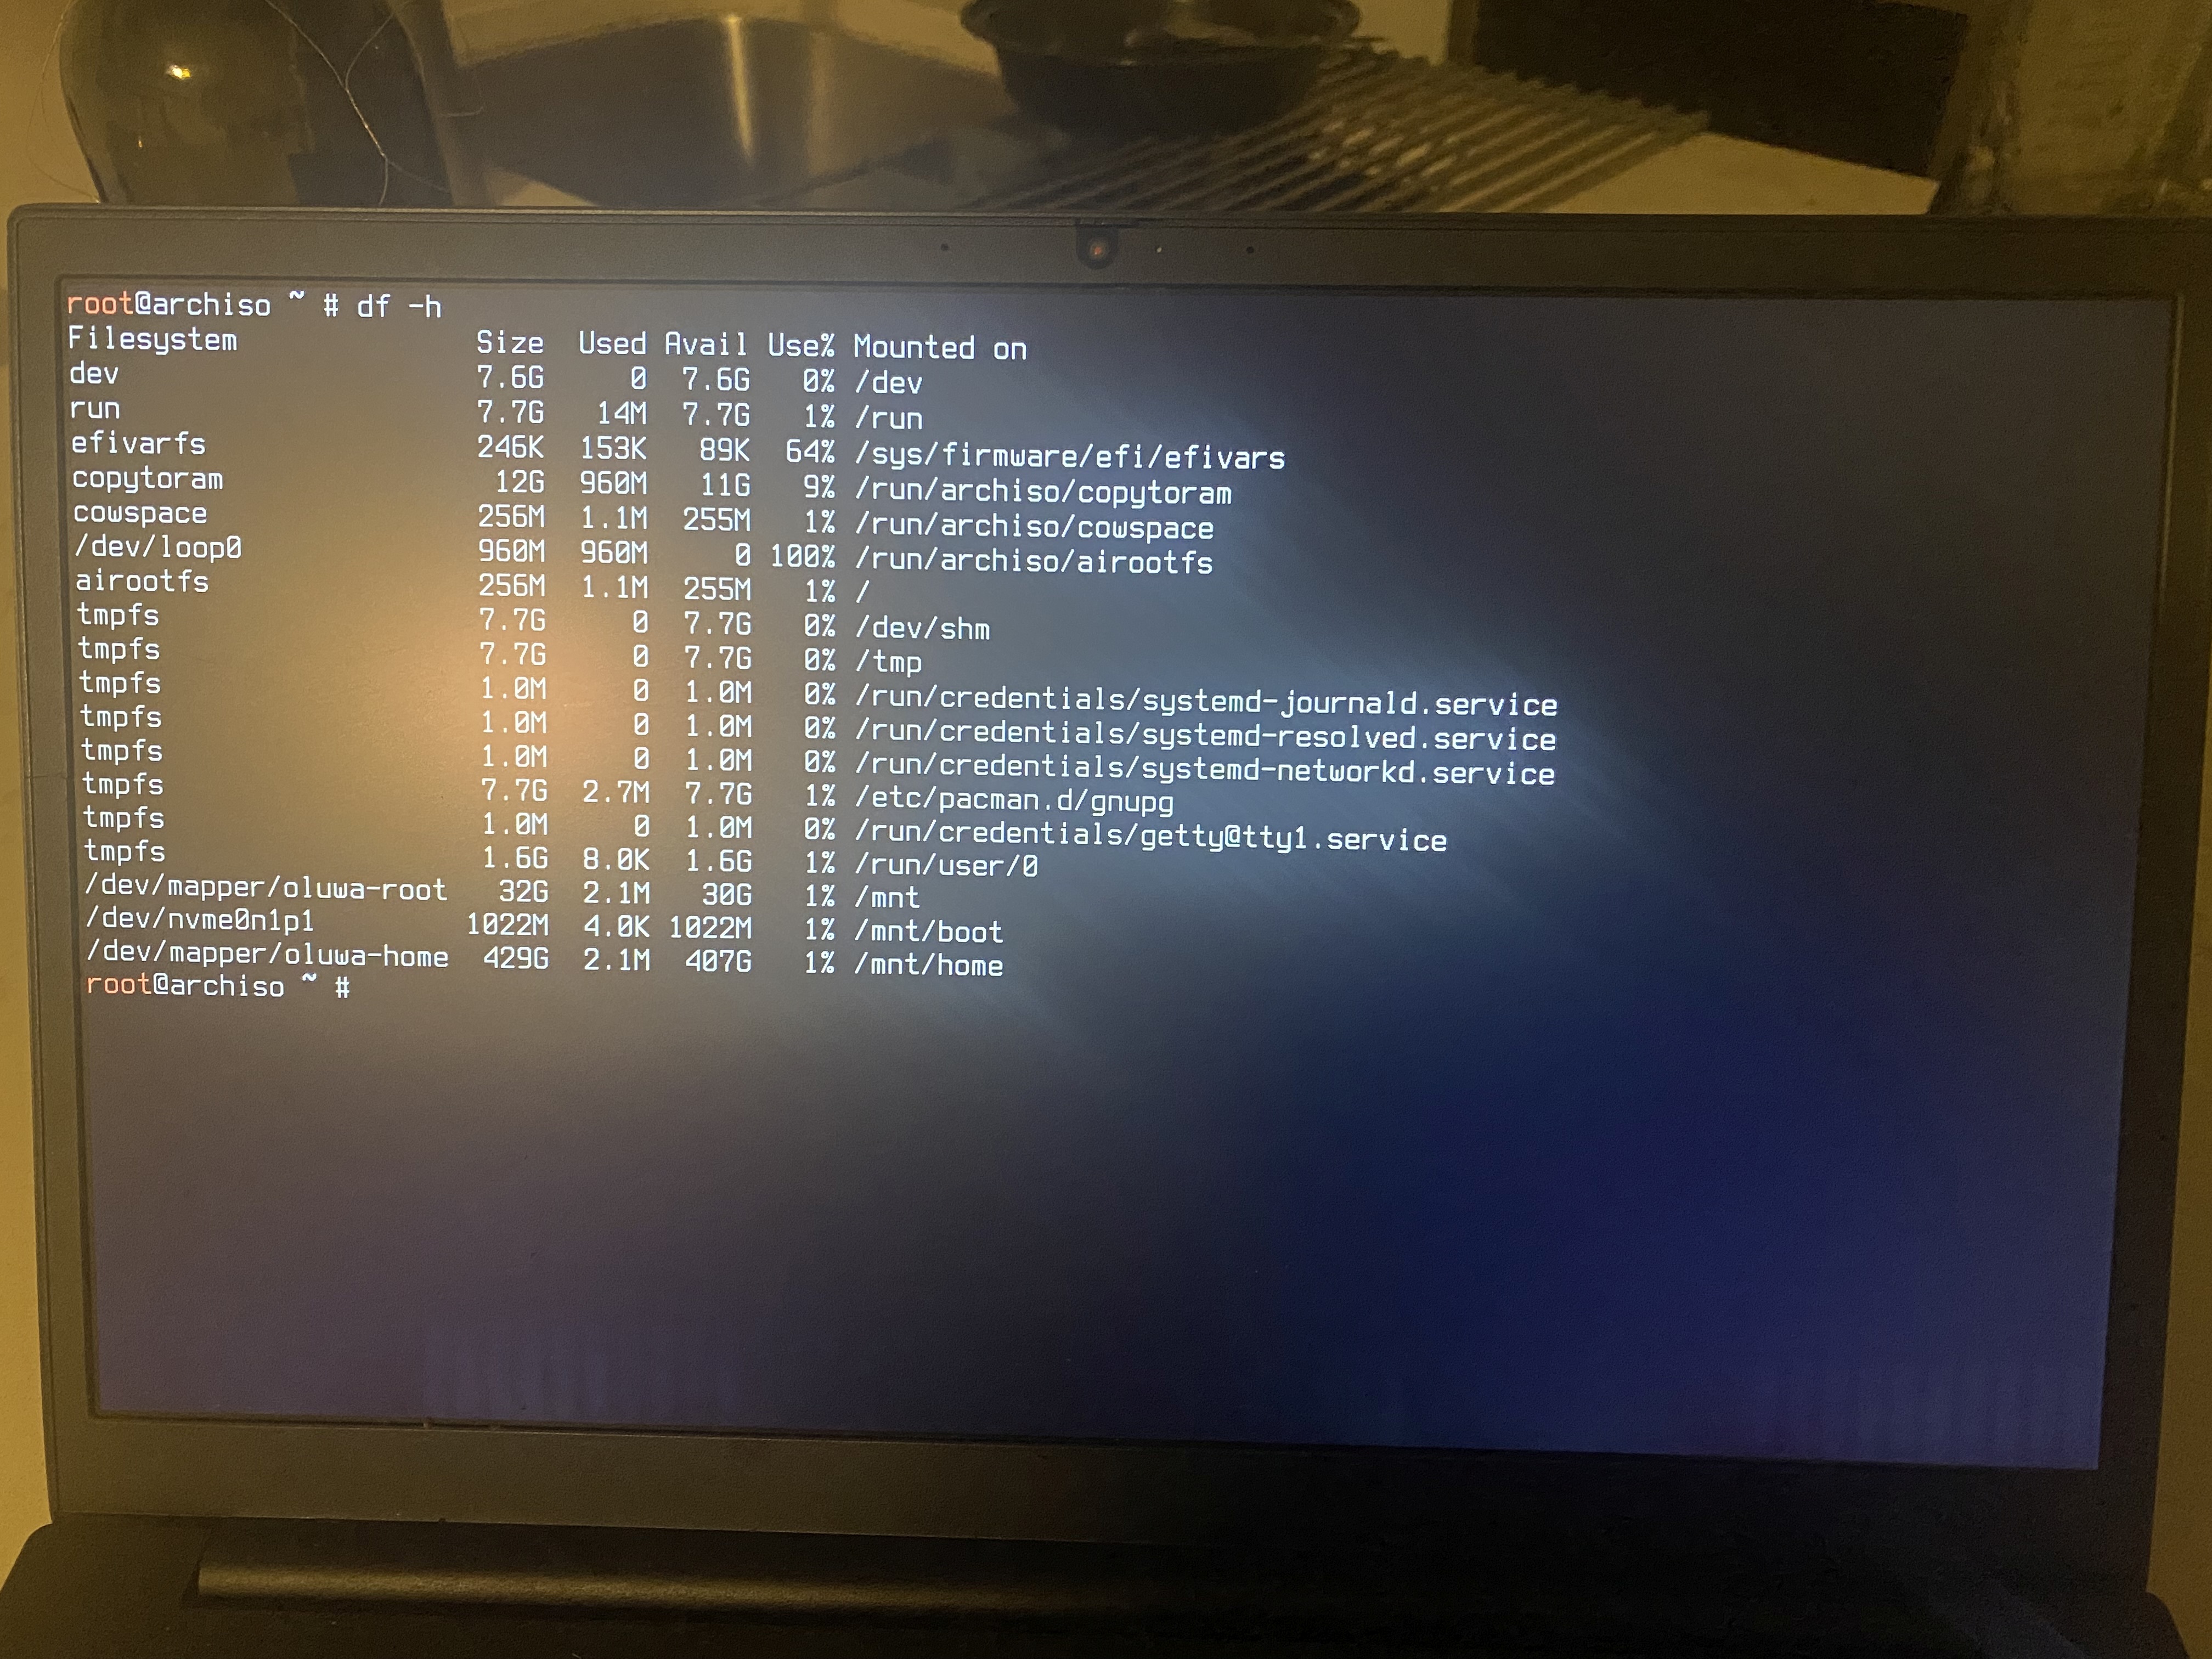 root@archiso ~ # df -h
Filesystem Size Used Avail Use% Mounted on
dev 7.6G 0 7.6G 0% /dev
run 7.7G 14M 7.7G 1% /run
efivarfs 246K 153K 89K 64% /sys/firmware/efi/efivars
copytoram 12G 960M 11G 9% /run/archiso/copytoram
cowspace 256M 1.1M 255M 1% /run/archiso/cowspace
/dev/loop0 960M 960M 0 100% /run/archiso/airootfs
airootfs 256M 1.1M 255M 1% /
tmpfs 7.7G 0 7.7G 0% /dev/shm
tmpfs 7.7G 0 7.7G 0% /tmp
tmpfs 1.0M 0 1.0M 0% /run/credentials/systemd-journald.service
tmpfs 1.0M 0 1.0M 0% /run/credentials/systemd-resolved.service
tmpfs 1.0M 0 1.0M 0% /run/credentials/systemd-networkd.service
tmpfs 7.7G 2.7M 7.7G 1% /etc/pacman.d/gnupg
tmpfs 1.0M 0 1.0M 0% /run/credentials/getty@tty1.service
tmpfs 1.6G 8.0K 1.6G 1% /run/user/0
/dev/mapper/oluwa-root 32G 2.1M 30G 1% /mnt
/dev/nvme0n1p1 1022M 4.0K 1022M 1% /mnt/boot
/dev/mapper/oluwa-home 429G 2.1M 407G 1% /mnt/home
root@archiso ~ #